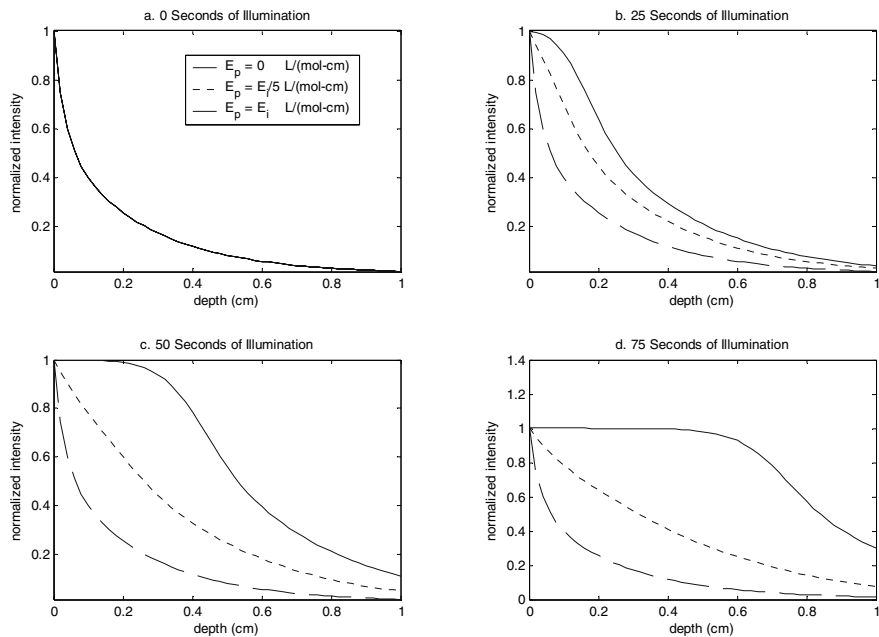 a. 0 Seconds of Illumination
1
0.8
0.6
0.4
0.2
normalized intensity
E_p = 0 L/(mol-cm)
E_p = E_i/5 L/(mol-cm)
E_p = E_i L/(mol-cm)
0 0.2 0.4 0.6 0.8 1
depth (cm)
b. 25 Seconds of Illumination
1
0.8
0.6
0.4
0.2
normalized intensity
0 0.2 0.4 0.6 0.8 1
depth (cm)
c. 50 Seconds of Illumination
1
0.8
0.6
0.4
0.2
normalized intensity
0 0.2 0.4 0.6 0.8 1
depth (cm)
d. 75 Seconds of Illumination
1.4
1.2
1
0.8
0.6
0.4
0.2
0
normalized intensity
0 0.2 0.4 0.6 0.8 1
depth (cm)